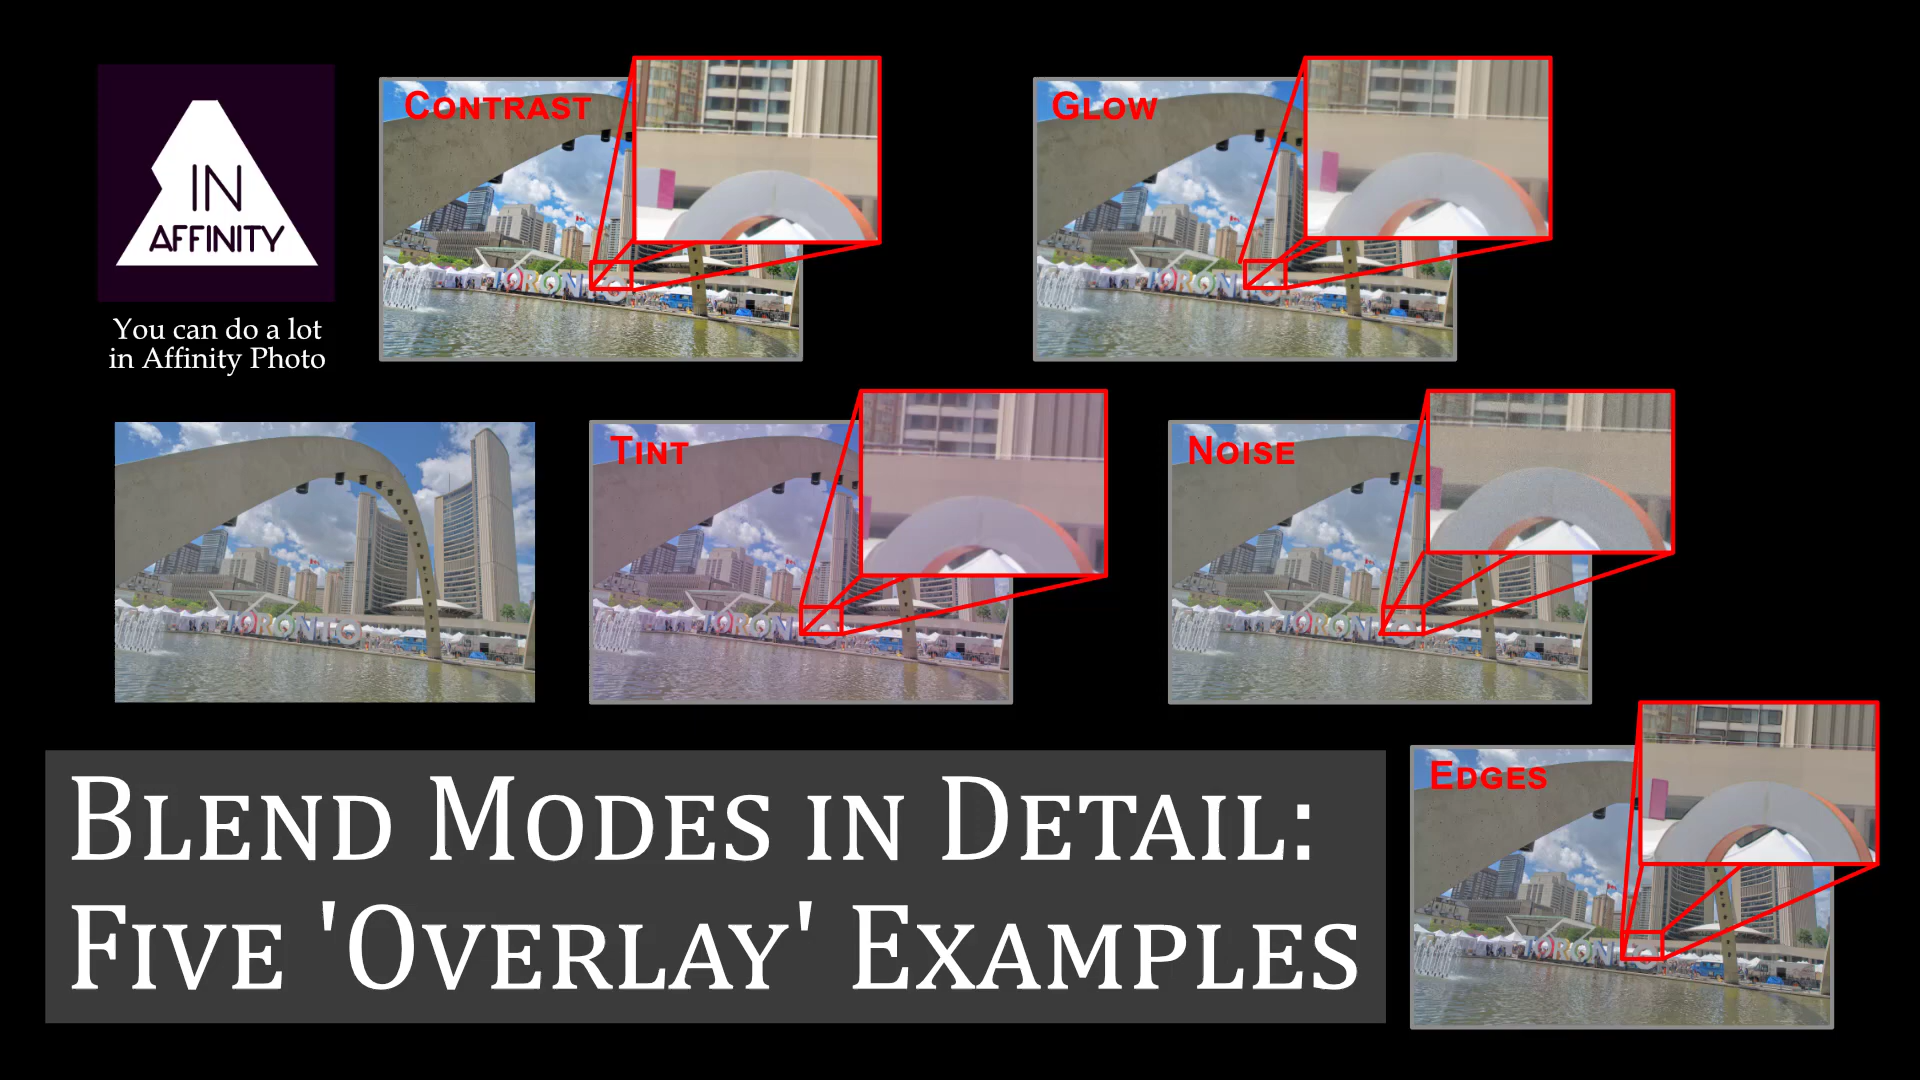 IN
AFFINITY
You can do a lot
in Affinity Photo
CONTRAST
GLOW
TINT
NOISE
EDGES
TORONTO
BLEND MODES IN DETAIL:
FIVE 'OVERLAY' EXAMPLES